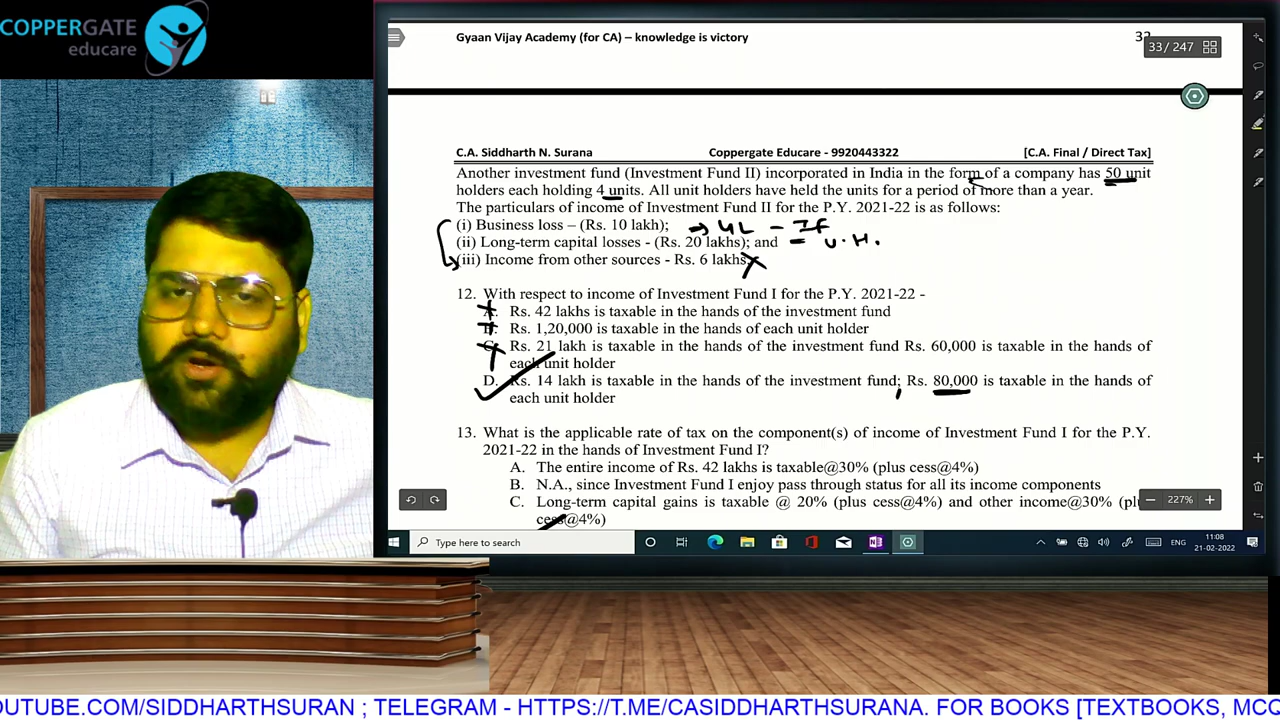 COPPERGATE
educare
Gyaan Vijay Academy (for CA) – knowledge is victory
33 / 247
C.A. Siddharth N. Surana Coppergate Educare - 9920443322 [C.A. Final / Direct Tax]
Another investment fund (Investment Fund II) incorporated in India in the form of a company has 50 unit
holders each holding 4 units. All unit holders have held the units for a period of more than a year.
The particulars of income of Investment Fund II for the P.Y. 2021-22 is as follows:
(i) Business loss – (Rs. 10 lakh); → UL - IF
(ii) Long-term capital losses - (Rs. 20 lakhs); and = U.H.
(iii) Income from other sources - Rs. 6 lakhs
12. With respect to income of Investment Fund I for the P.Y. 2021-22 -
Rs. 42 lakhs is taxable in the hands of the investment fund
Rs. 1,20,000 is taxable in the hands of each unit holder
Rs. 21 lakh is taxable in the hands of the investment fund Rs. 60,000 is taxable in the hands of
each unit holder
D. Rs. 14 lakh is taxable in the hands of the investment fund; Rs. 80,000 is taxable in the hands of
each unit holder
13. What is the applicable rate of tax on the component(s) of income of Investment Fund I for the P.Y.
2021-22 in the hands of Investment Fund I?
A. The entire income of Rs. 42 lakhs is taxable@30% (plus cess@4%)
B. N.A., since Investment Fund I enjoy pass through status for all its income components
C. Long-term capital gains is taxable @ 20% (plus cess@4%) and other income@30% (plu
cess@4%)
227%
Type here to search
ENG
11:08
21-02-2022
OUTUBE.COM/SIDDHARTHSURAN ; TELEGRAM - HTTPS://T.ME/CASIDDHARTHSURANA. FOR BOOKS [TEXTBOOKS, MCQ